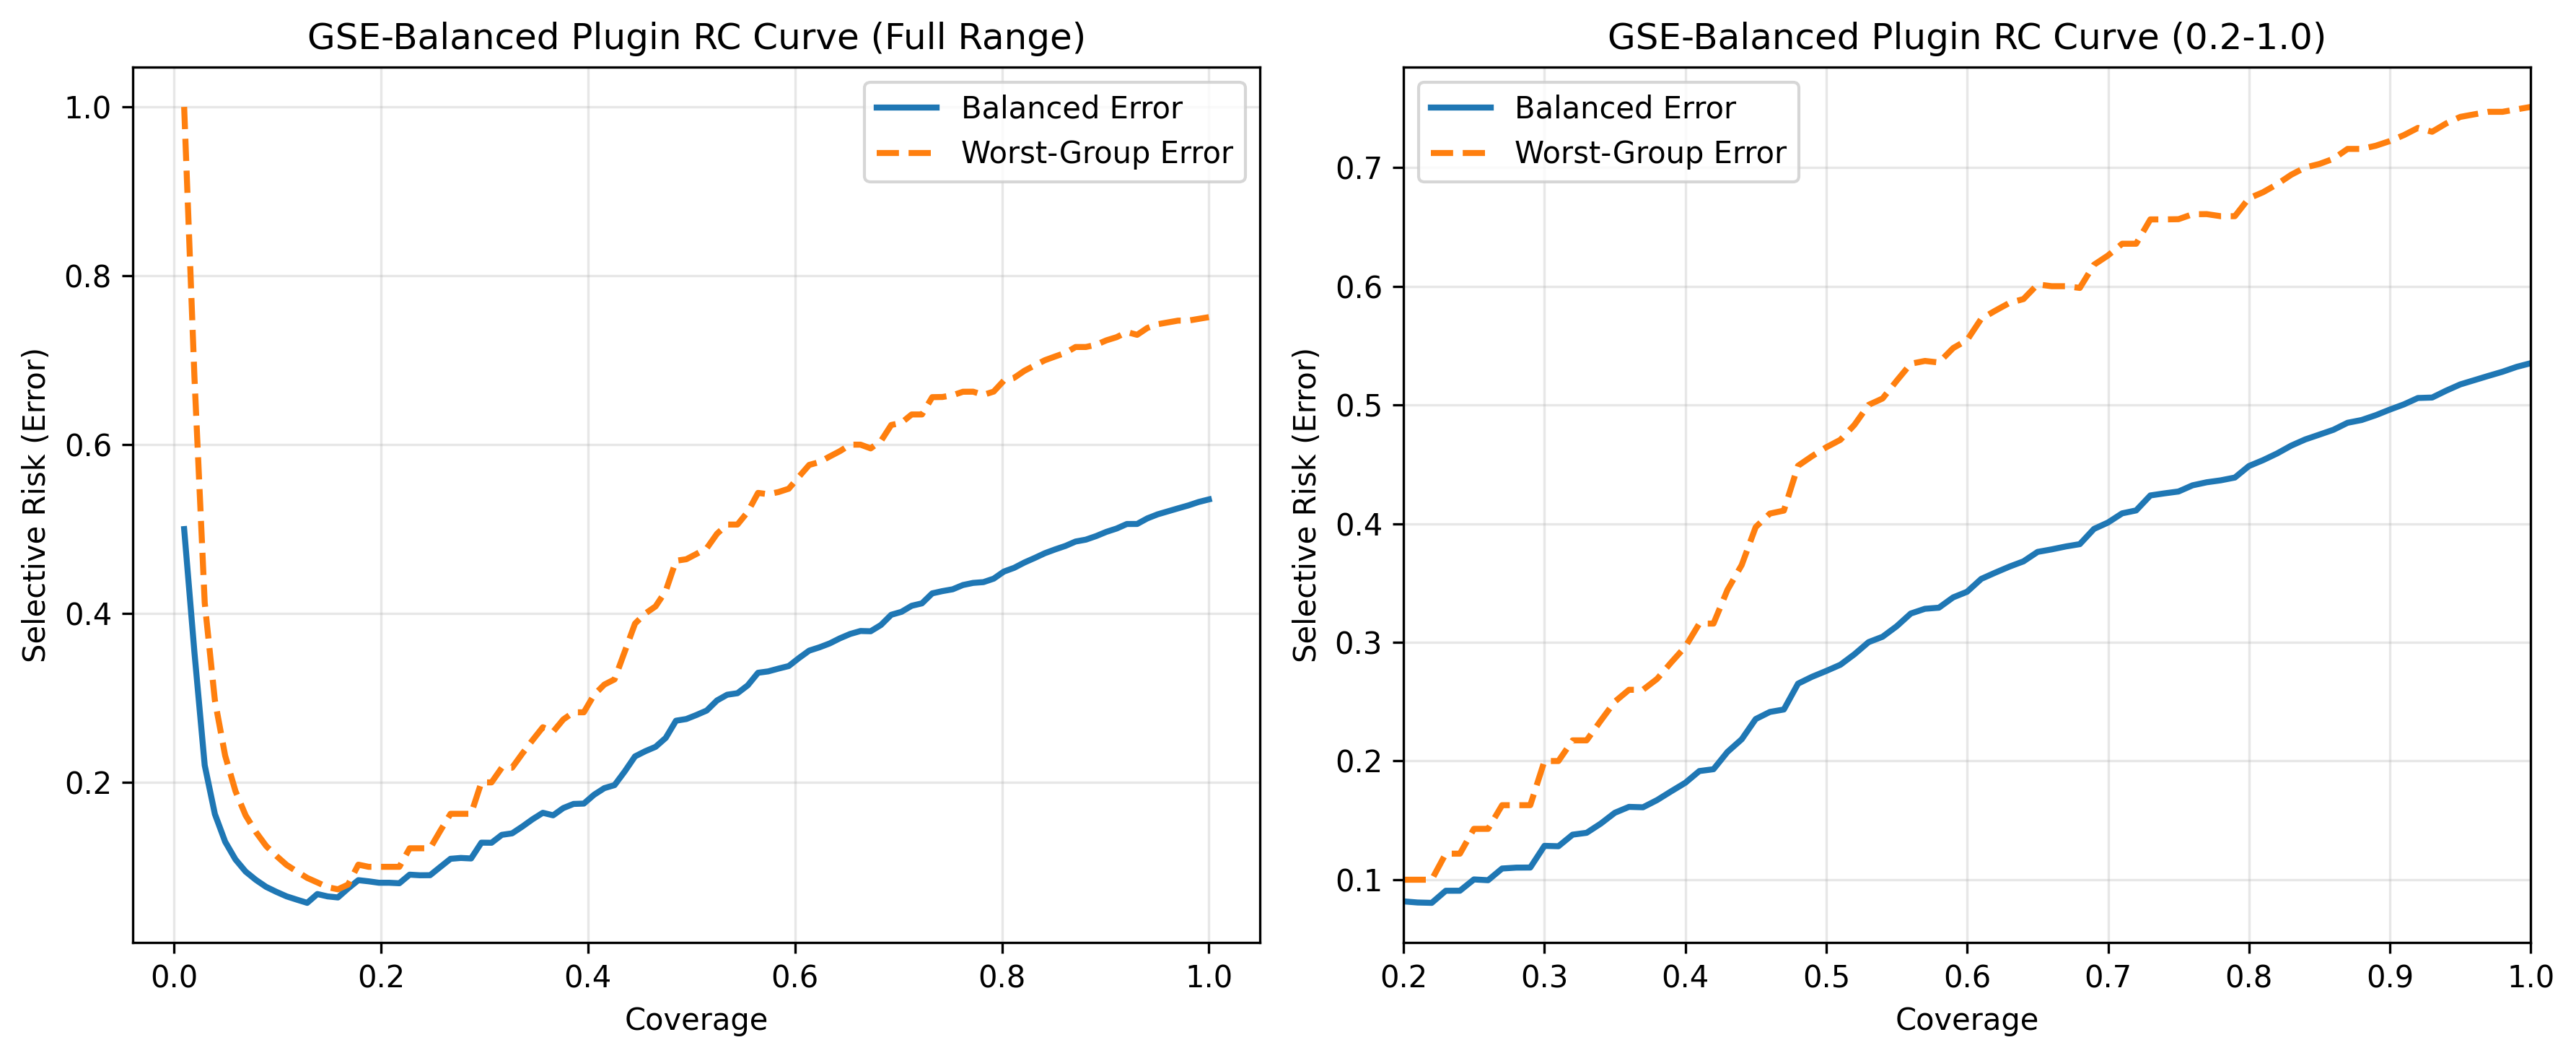 GSE-Balanced Plugin RC Curve (Full Range)
Balanced Error
Worst-Group Error
1.0
0.8
0.6
0.4
0.2
Selective Risk (Error)
0.0 0.2 0.4 0.6 0.8 1.0
Coverage
GSE-Balanced Plugin RC Curve (0.2-1.0)
Balanced Error
Worst-Group Error
0.7
0.6
0.5
0.4
0.3
0.2
0.1
Selective Risk (Error)
0.2 0.3 0.4 0.5 0.6 0.7 0.8 0.9 1.0
Coverage